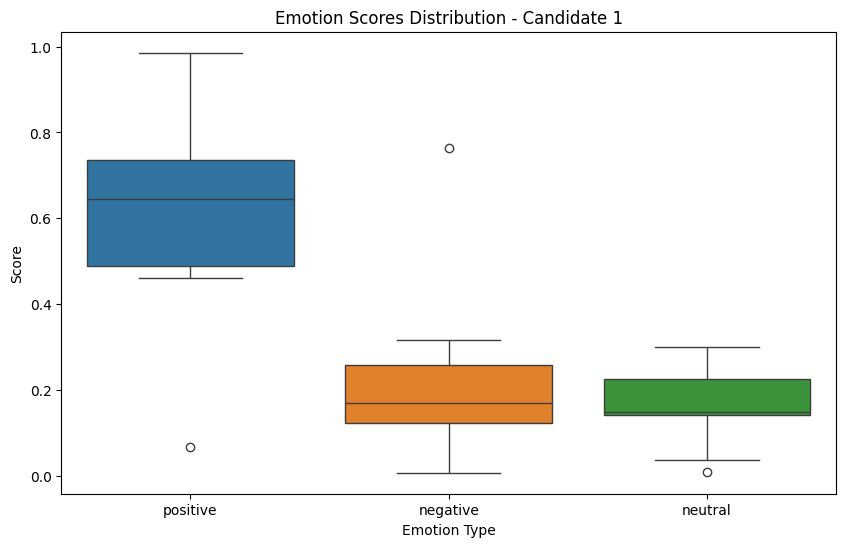 Emotion Scores Distribution - Candidate 1
1.0
0.8
0.6
0.4
0.2
0.0
Score
positive
negative
neutral
Emotion Type